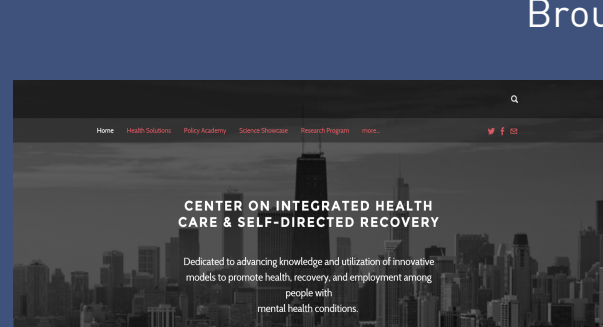 Brou
Home Health Solutions Policy Academy Science Showcase Research Program more...
CENTER ON INTEGRATED HEALTH
CARE & SELF-DIRECTED RECOVERY
Dedicated to advancing knowledge and utilization of innovative
models to promote health, recovery, and employment among
people with
mental health conditions.